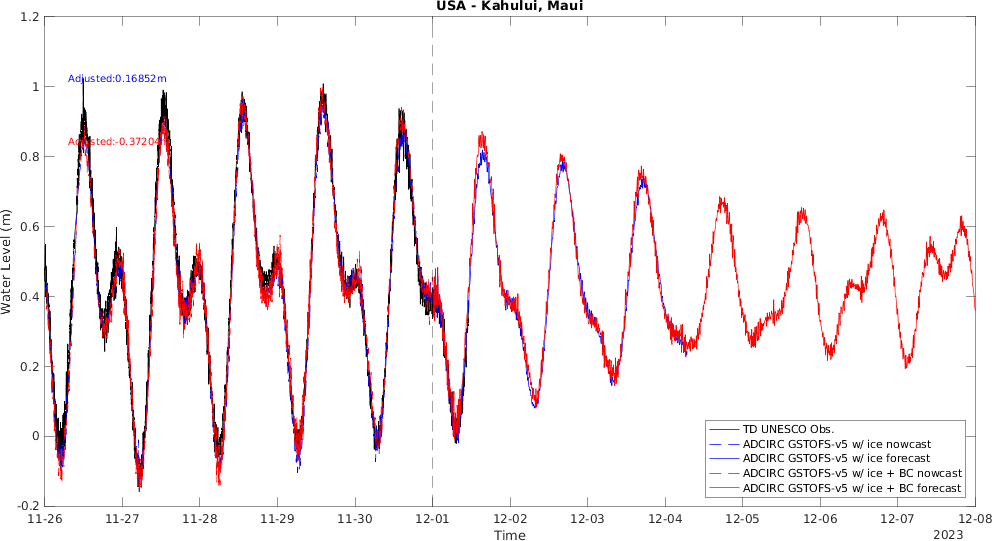 USA - Kahului, Maui
1.2
1
0.8
0.6
0.4
0.2
0
-0.2
Water Level (m)
Adjusted:0.16852m
Adjusted:-0.37204m
TD UNESCO Obs.
ADCIRC GSTOFS-v5 w/ ice nowcast
ADCIRC GSTOFS-v5 w/ ice forecast
ADCIRC GSTOFS-v5 w/ ice + BC nowcast
ADCIRC GSTOFS-v5 w/ ice + BC forecast
11-26 11-27 11-28 11-29 11-30 12-01 12-02 12-03 12-04 12-05 12-06 12-07 12-08
Time
2023